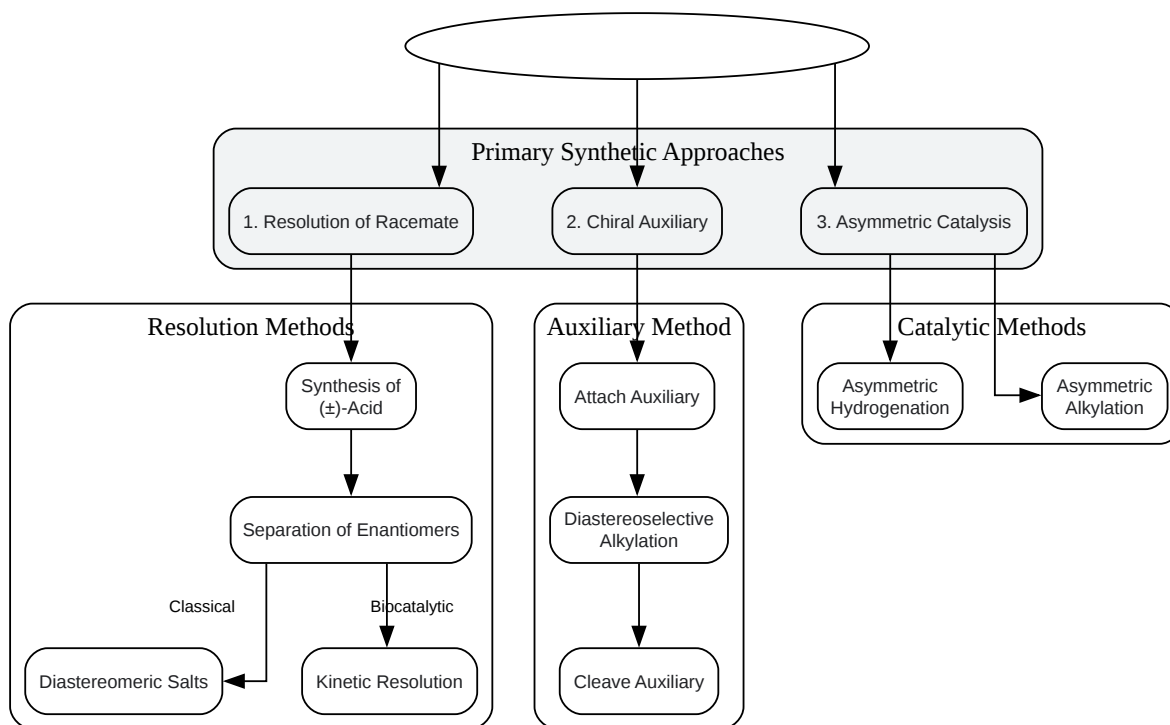 Primary Synthetic Approaches
1. Resolution of Racemate
2. Chiral Auxiliary
3. Asymmetric Catalysis
Resolution Methods
Auxiliary Method
Catalytic Methods
Synthesis of
(±)-Acid
Attach Auxiliary
Asymmetric
Hydrogenation
Asymmetric
Alkylation
Separation of Enantiomers
Diastereoselective
Alkylation
Classical
Biocatalytic
Diastereomeric Salts
Kinetic Resolution
Cleave Auxiliary